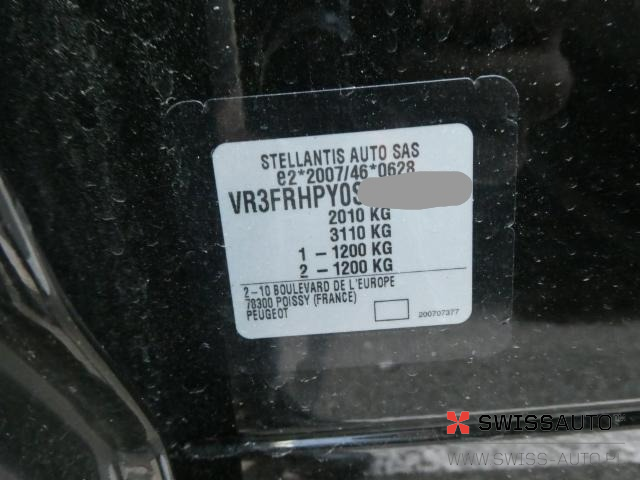 STELLANTIS AUTO SAS
e2*2007/46*0628
VR3FRHPY0S
2010 KG
3110 KG
1 – 1200 KG
2 – 1200 KG
2 – 10 BOULEVARD DE L'EUROPE
78300 POISSY (FRANCE)
PEUGEOT
200707377
SWISSAUTO
WWW.SWISS-AUTO.